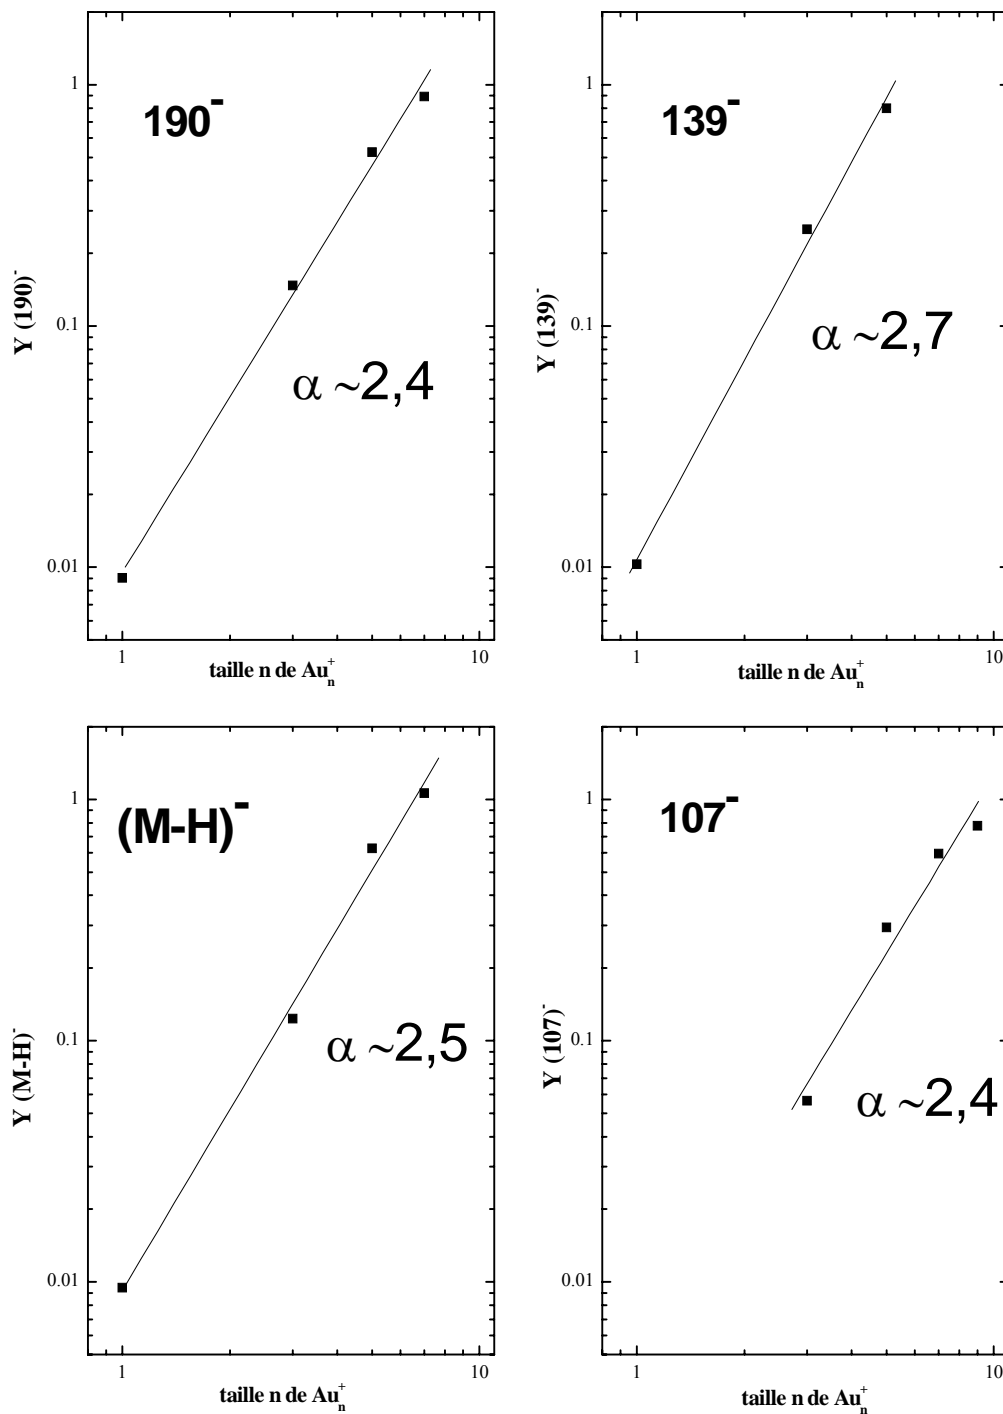 1
0.1
0.01
Y (190)⁻
190⁻
α ~2,4
1 10
taille n de Auₙ⁺
Y (139)⁻
1
0.1
0.01
139⁻
α ~2,7
1 10
taille n de Auₙ⁺
1
0.1
0.01
Y (M-H)⁻
(M-H)⁻
α ~2,5
1 10
taille n de Auₙ⁺
1
0.1
0.01
Y (107)⁻
107⁻
α ~2,4
1 10
taille n de Auₙ⁺